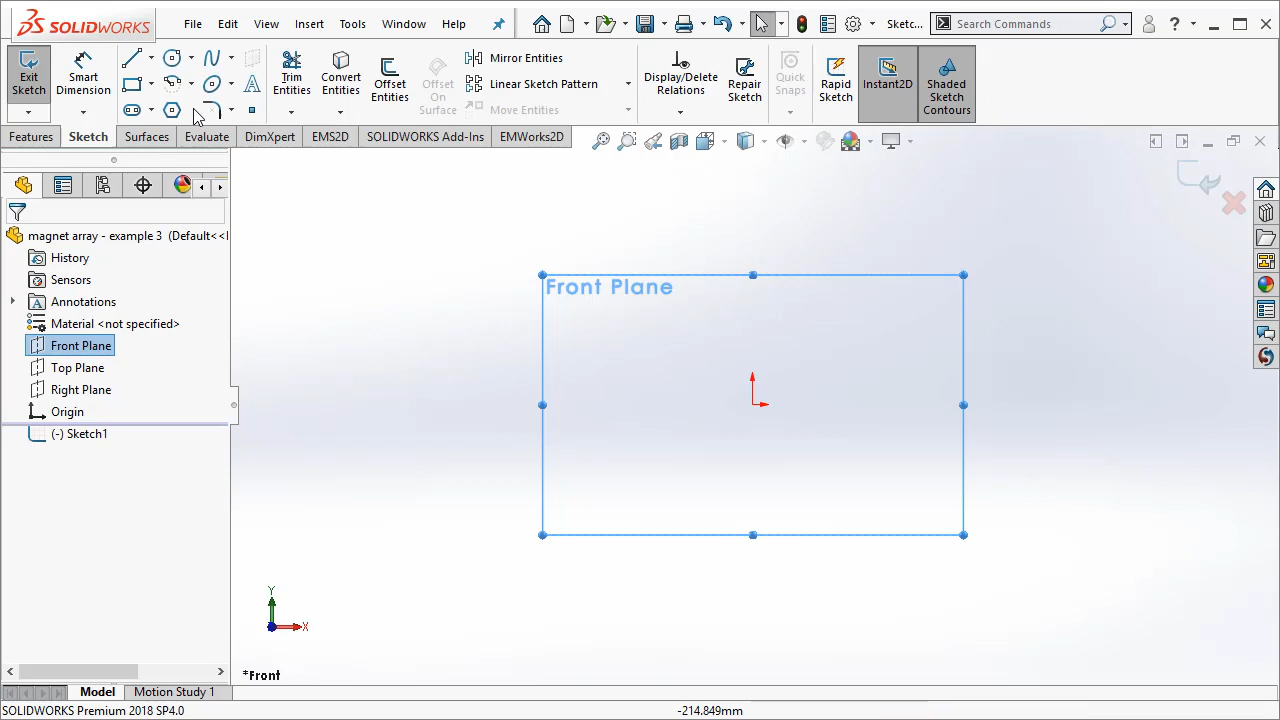 SOLIDWORKS File Edit View Insert Tools Window Help Sketc... Search Commands ?
Exit Sketch
Smart Dimension
Trim Entities
Convert Entities
Offset Entities
Offset On Surface
Mirror Entities
Linear Sketch Pattern
Move Entities
Display/Delete Relations
Repair Sketch
Quick Snaps
Rapid Sketch
Instant2D
Shaded Sketch Contours
Features Sketch Surfaces Evaluate DimXpert EMS2D SOLIDWORKS Add-Ins EMWorks2D
magnet array - example 3 (Default<<
History
Sensors
Annotations
Material <not specified>
Front Plane
Top Plane
Right Plane
Origin
(-) Sketch1
Front Plane
Y
X
*Front
Model Motion Study 1
SOLIDWORKS Premium 2018 SP4.0 -214.849mm